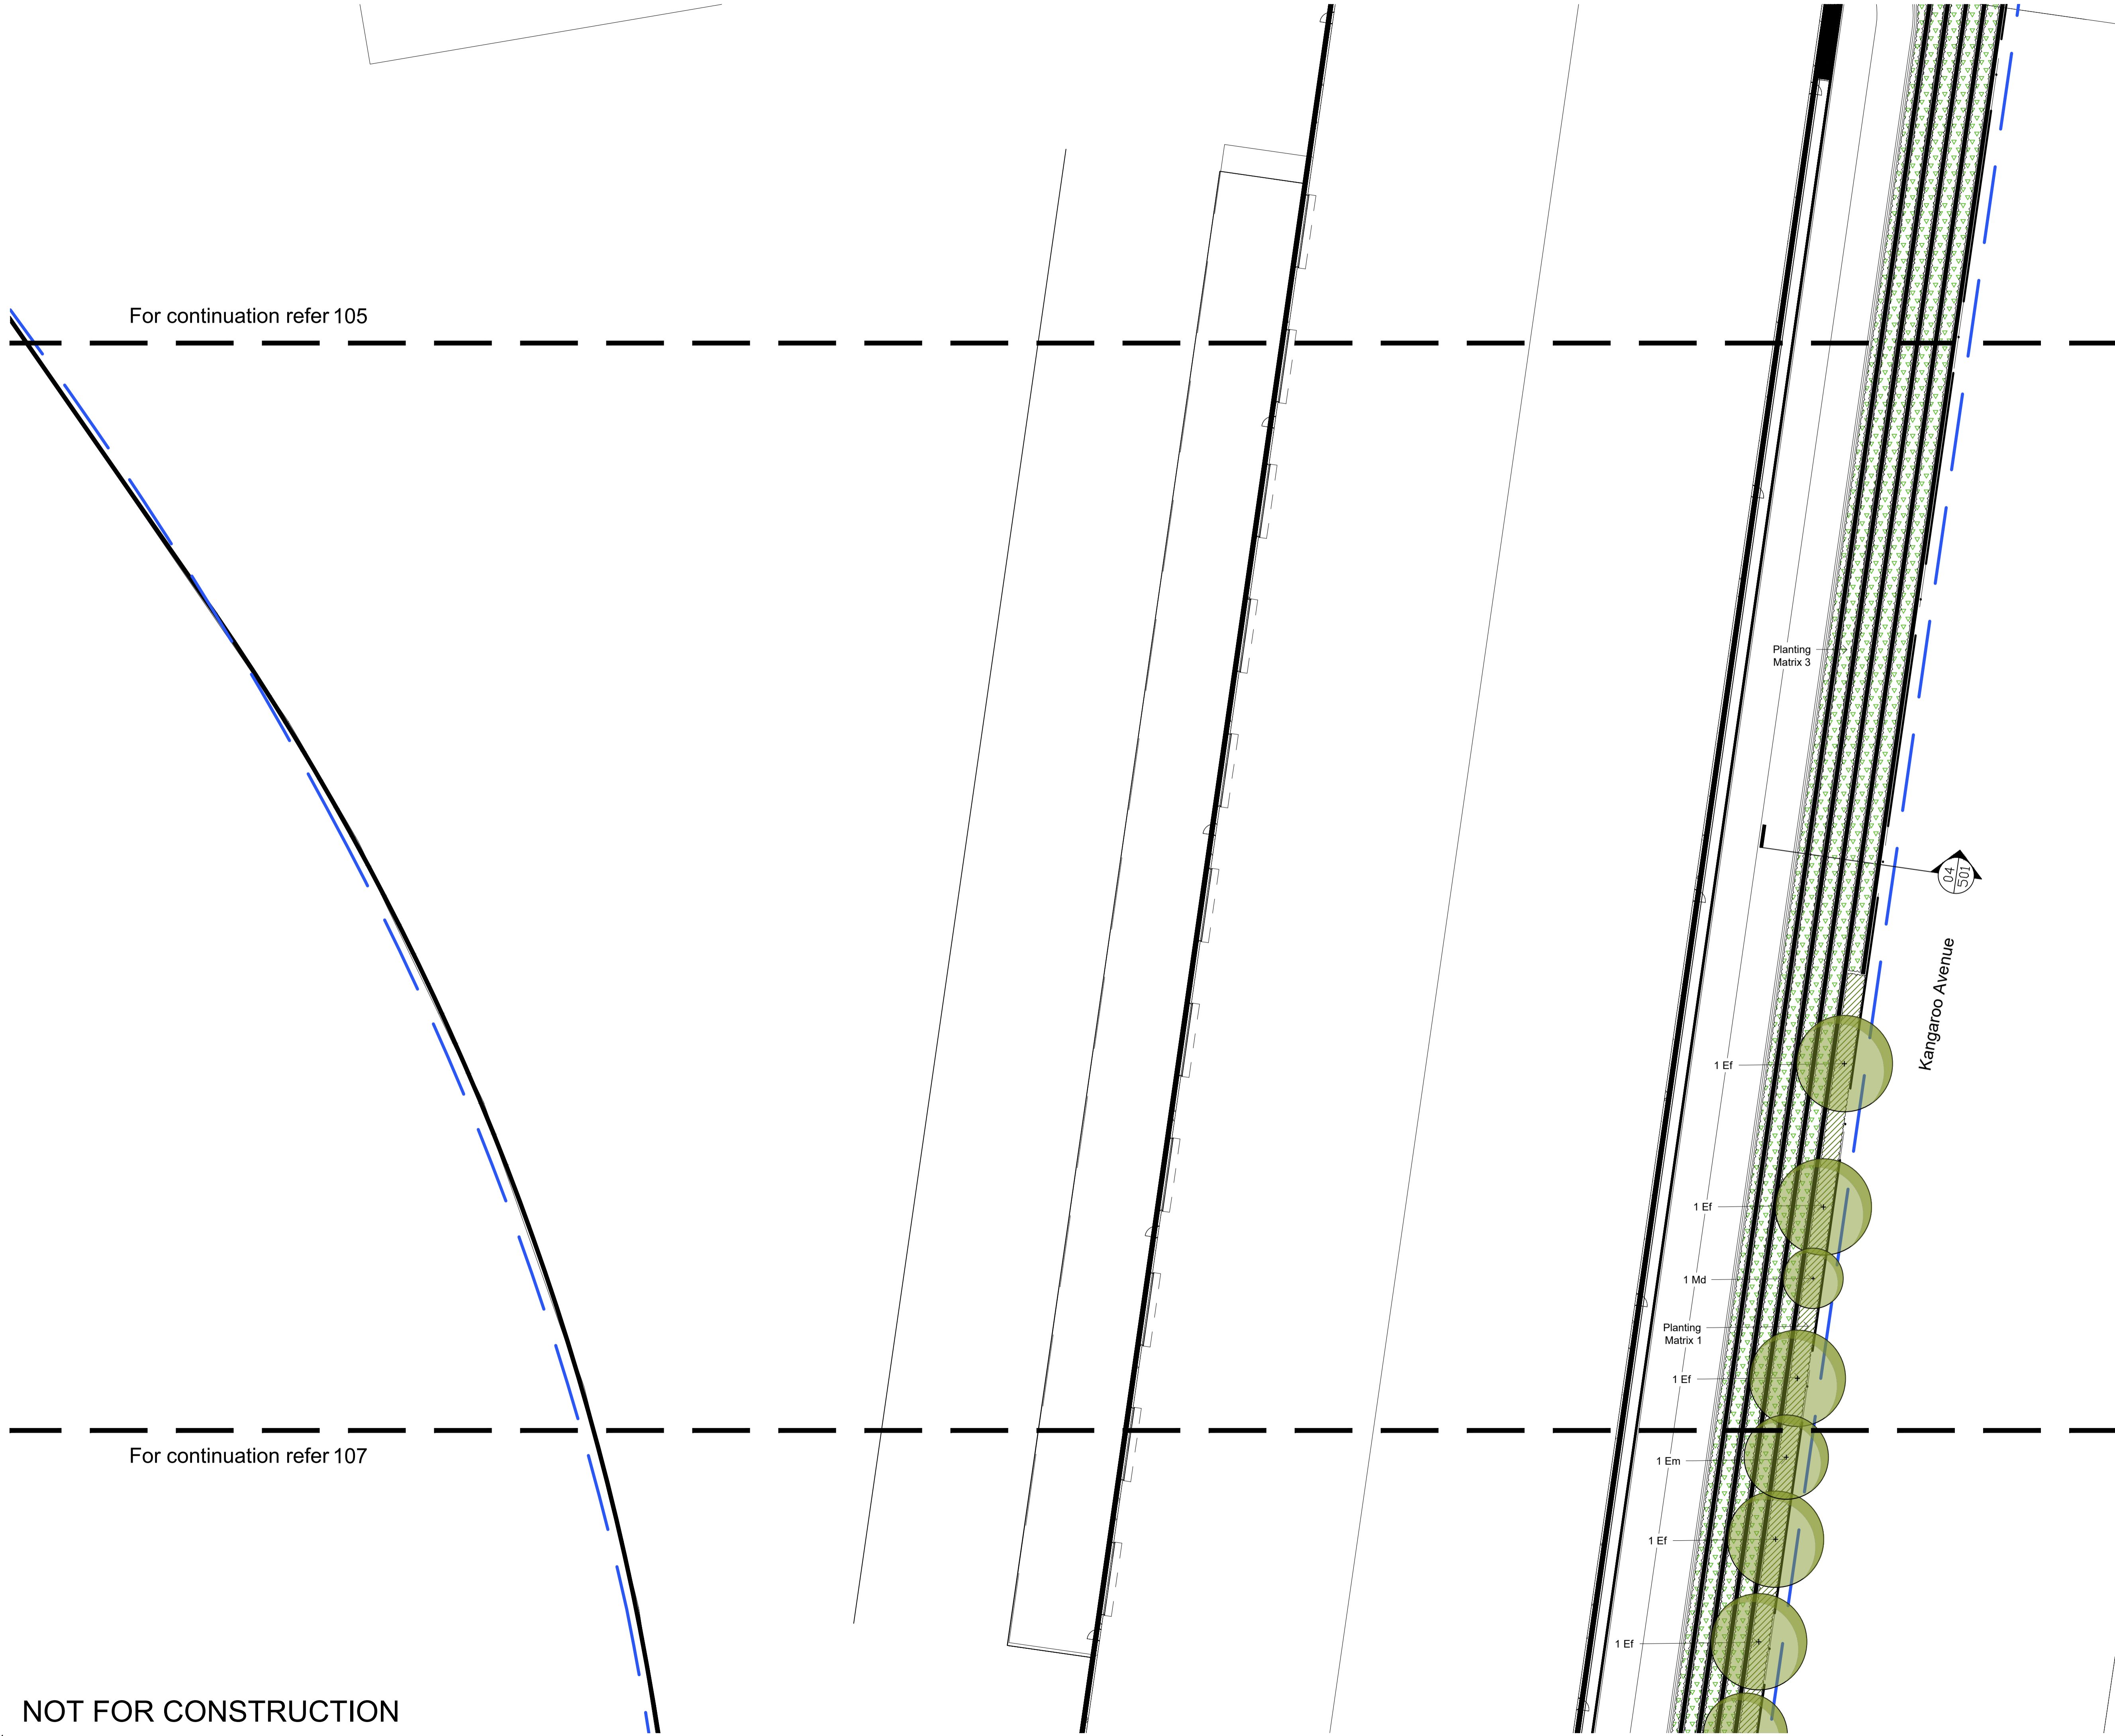 For continuation refer 105
Planting
Matrix 3
04
501
Kangaroo Avenue
1 Ef
1 Ef
1 Md
Planting
Matrix 1
1 Ef
For continuation refer 107
1 Em
1 Ef
1 Ef
NOT FOR CONSTRUCTION